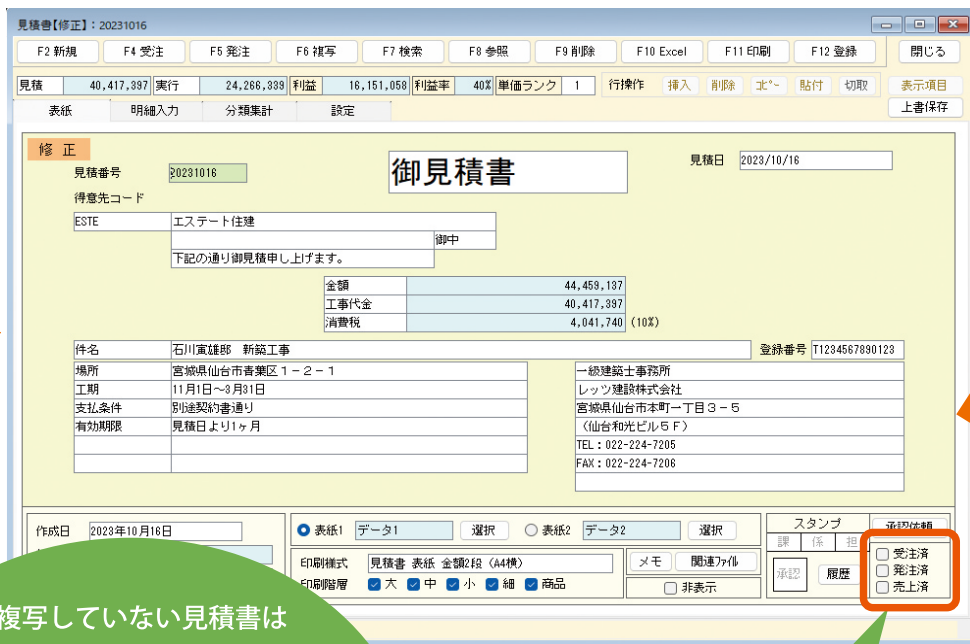 見積書【修正】：20231016
F2 新規 F4 受注 F5 発注 F6 複写 F7 検索 F8 参照 F9 削除 F10 Excel F11 印刷 F12 登録 閉じる
見積 40,417,397 実行 24,266,339 利益 16,151,058 利益率 40% 単価ランク 1 行操作 挿入 削除 ｺﾋﾟｰ 貼付 切取 表示項目
表紙 明細入力 分類集計 設定 上書保存
修 正
見積番号 20231016 御見積書 見積日 2023/10/16
得意先コード
ESTE エステート住建
御中
下記の通り御見積申し上げます。
金額 44,459,137
工事代金 40,417,397
消費税 4,041,740 (10%)
件名 石川寅雄邸 新築工事 登録番号 T1234567890123
場所 宮城県仙台市青葉区１－２－１ 一級建築士事務所
工期 11月1日～3月31日 レッツ建設株式会社
支払条件 別途契約書通り 宮城県仙台市本町一丁目３－５
有効期限 見積日より1ヶ月 （仙台和光ビル５Ｆ）
TEL：022-224-7205
FAX：022-224-7206
作成日 2023年10月16日 表紙1 データ1 選択 表紙2 データ2 選択 スタンプ 承認依頼
課 係 担
印刷様式 見積書 表紙 金額2段（A4横） メモ 関連ﾌｧｲﾙ 承認 履歴 受注済
発注済
印刷階層 大 中 小 細 商品 非表示 売上済
複写していない見積書は